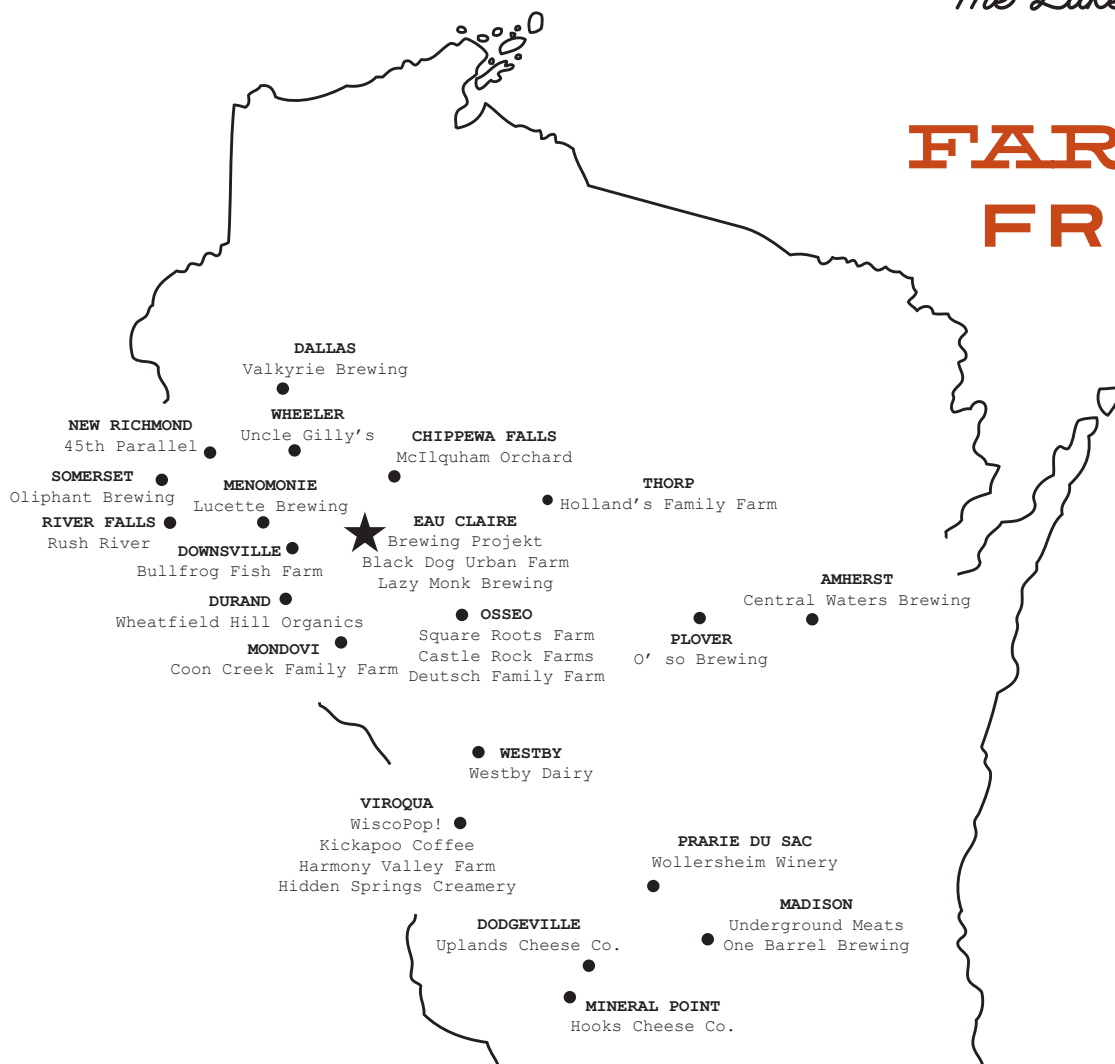 The Lake
FAR
FR
DALLAS
Valkyrie Brewing
WHEELER
Uncle Gilly's
NEW RICHMOND
45th Parallel
CHIPPEWA FALLS
McIlquham Orchard
SOMERSET
Oliphant Brewing
MENOMONIE
Lucette Brewing
THORP
Holland's Family Farm
RIVER FALLS
Rush River
EAU CLAIRE
Brewing Projekt
Black Dog Urban Farm
Lazy Monk Brewing
DOWNSVILLE
Bullfrog Fish Farm
AMHERST
Central Waters Brewing
DURAND
Wheatfield Hill Organics
OSSEO
Square Roots Farm
Castle Rock Farms
Deutsch Family Farm
PLOVER
O' so Brewing
MONDOVI
Coon Creek Family Farm
WESTBY
Westby Dairy
VIROQUA
WiscoPop!
Kickapoo Coffee
Harmony Valley Farm
Hidden Springs Creamery
PRARIE DU SAC
Wollersheim Winery
MADISON
Underground Meats
One Barrel Brewing
DODGEVILLE
Uplands Cheese Co.
MINERAL POINT
Hooks Cheese Co.